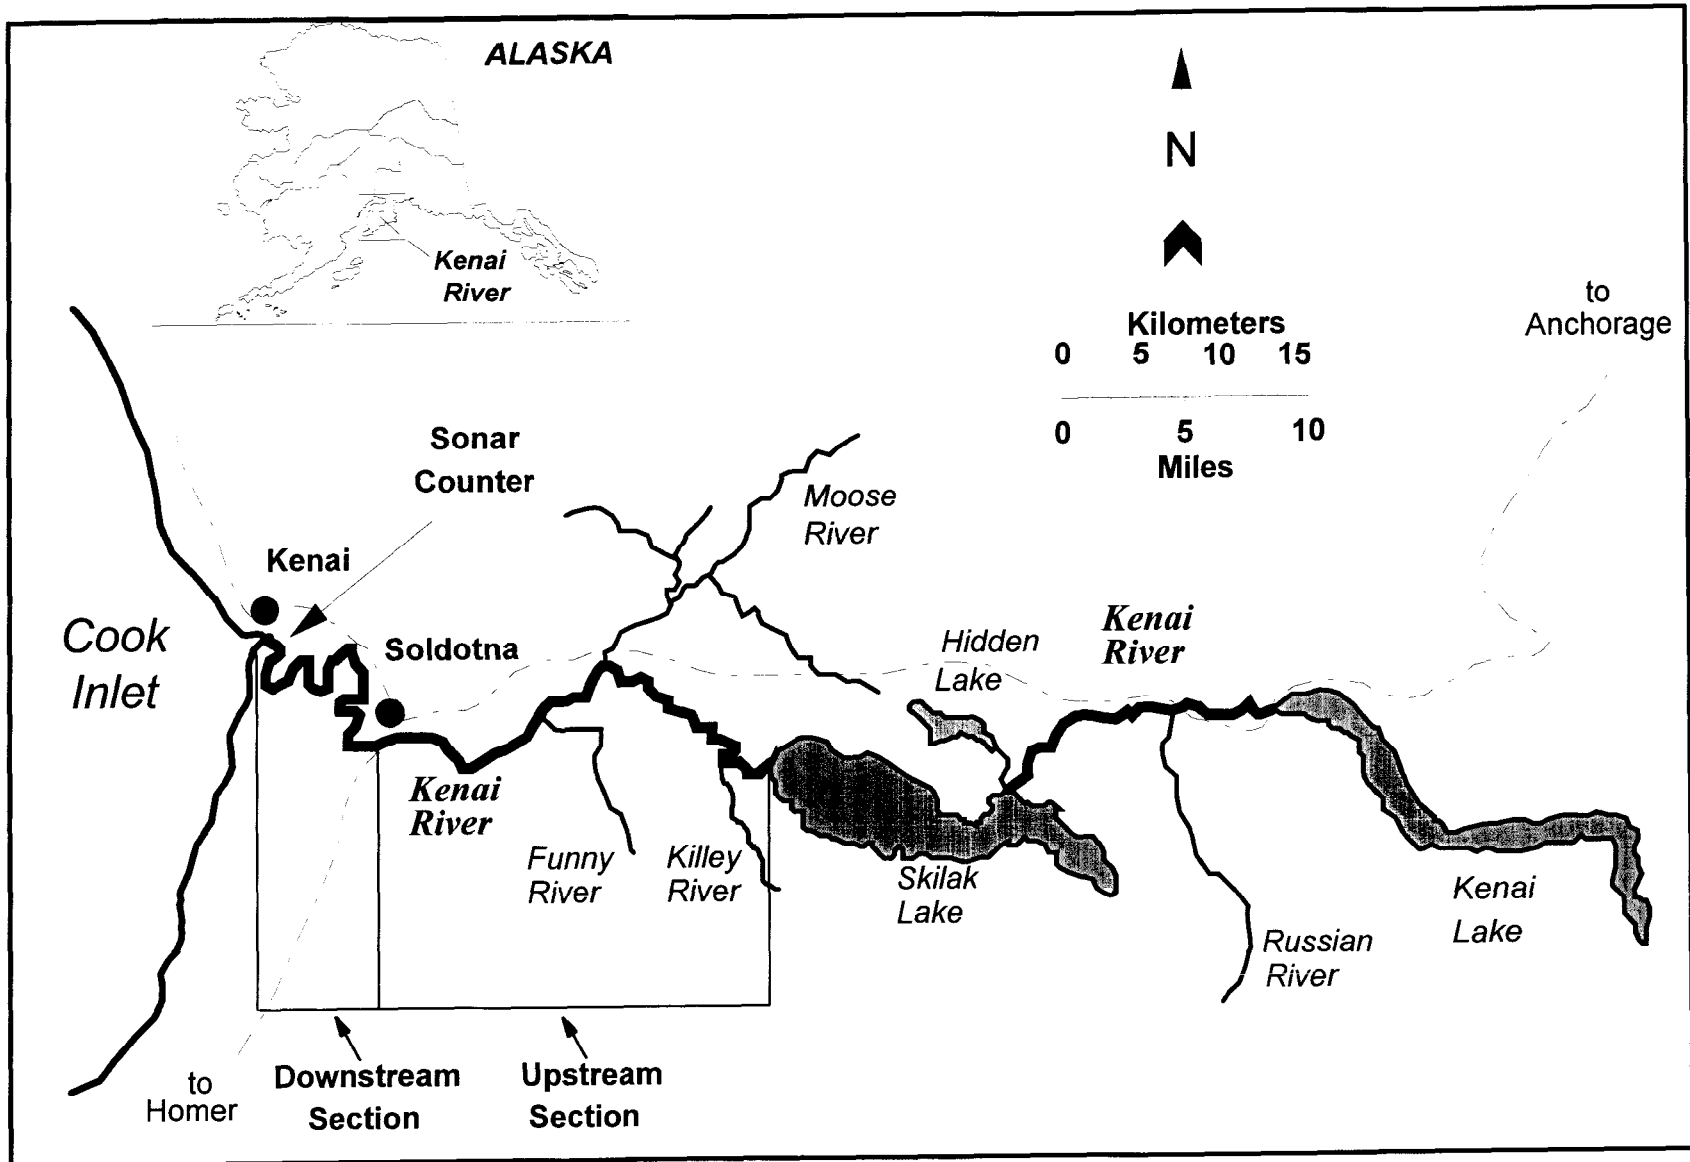 ALASKA
Kenai
River
N
Kilometers
0 5 10 15
0 5 10
Miles
to
Anchorage
Sonar
Counter
Moose
River
Kenai
Cook
Inlet
Soldotna
Hidden
Lake
Kenai
River
Kenai
River
Funny
River
Killey
River
Skilak
Lake
Kenai
Lake
Russian
River
to
Homer
Downstream
Section
Upstream
Section